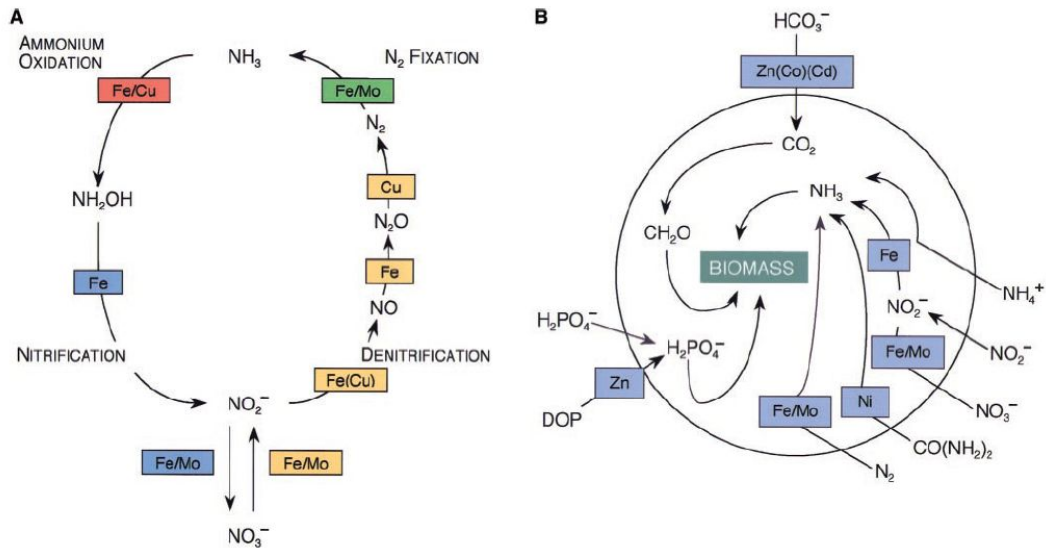 A
AMMONIUM
OXIDATION
NH₃
N₂ FIXATION
Fe/Cu
Fe/Mo
N₂
Cu
NH₂OH
N₂O
Fe
Fe
NO
NITRIFICATION
DENITRIFICATION
Fe(Cu)
NO₂⁻
Fe/Mo
Fe/Mo
NO₃⁻
B
HCO₃⁻
Zn(Co)(Cd)
CO₂
NH₃
CH₂O
Fe
BIOMASS
NH₄⁺
NO₂⁻
H₂PO₄⁻
H₂PO₄⁻
Fe/Mo
NO₂⁻
Zn
Ni
NO₃⁻
DOP
Fe/Mo
CO(NH₂)₂
N₂